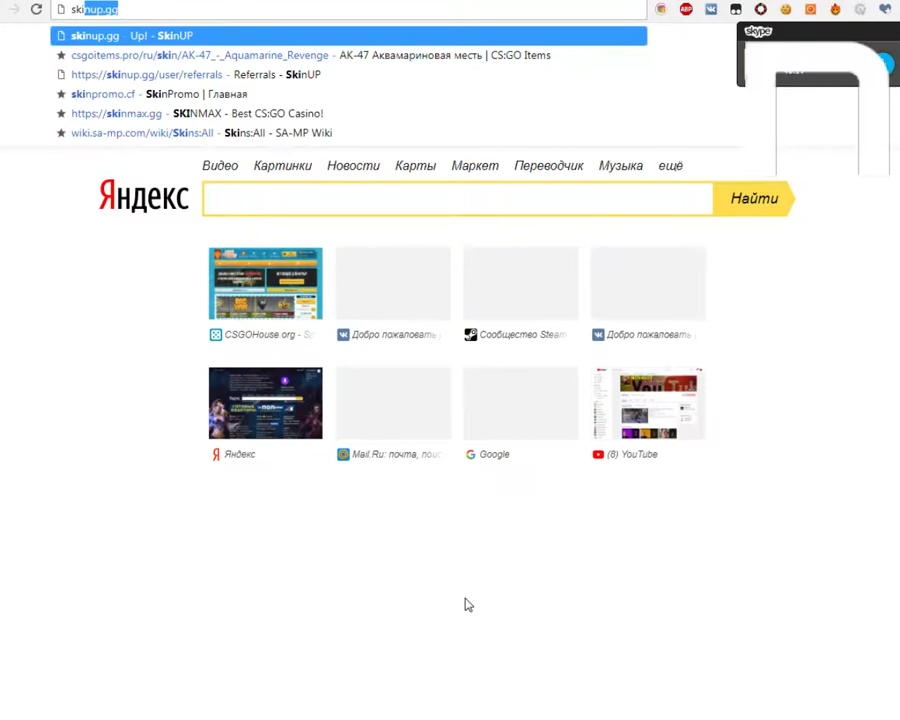 skinup.gg
skype
skinup.gg - Up! - SkinUP
csgoitems.pro/ru/skin/AK-47_-_Aquamarine_Revenge - АК-47 Аквамариновая месть | CS:GO Items
https://skinup.gg/user/referrals - Referrals - SkinUP
skinpromo.cf - SkinPromo | Главная
https://skinmax.gg - SKINMAX - Best CS:GO Casino!
wiki.sa-mp.com/wiki/Skins:All - Skins:All - SA-MP Wiki
Видео Картинки Новости Карты Маркет Переводчик Музыка ещё
Яндекс
Найти
CSGOHouse.org -
Добро пожаловать
Сообщество Steam
Добро пожаловать
Яндекс
Mail.Ru: почта,
Google
(8) YouTube